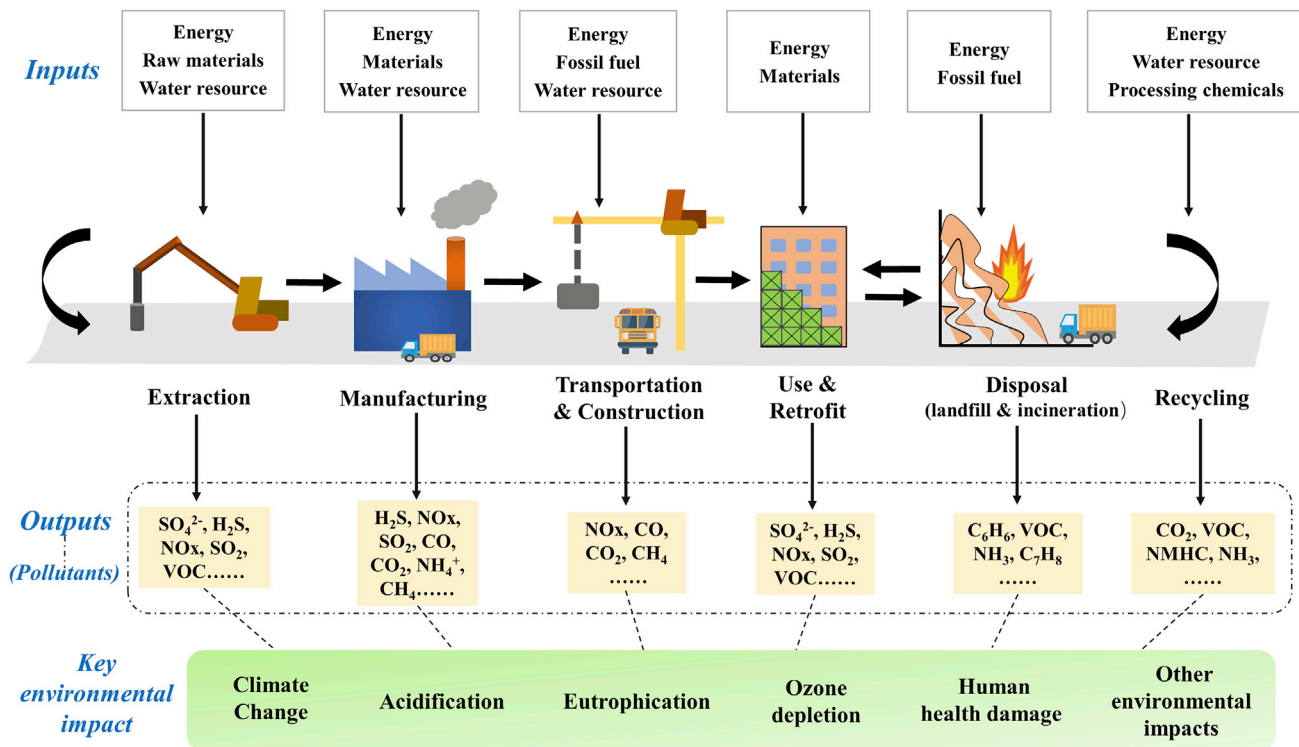 Inputs
Energy
Raw materials
Water resource
Energy
Materials
Water resource
Energy
Fossil fuel
Water resource
Energy
Materials
Energy
Fossil fuel
Energy
Water resource
Processing chemicals
Extraction
Manufacturing
Transportation
& Construction
Use &
Retrofit
Disposal
(landfill & incineration)
Recycling
Outputs
(Pollutants)
SO₄²⁻, H₂S,
NOx, SO₂,
VOC……
H₂S, NOx,
SO₂, CO,
CO₂, NH₄⁺,
CH₄……
NOx, CO,
CO₂, CH₄
……
SO₄²⁻, H₂S,
NOx, SO₂,
VOC……
C₆H₆, VOC,
NH₃, C₇H₈
……
CO₂, VOC,
NMHC, NH₃,
……
Key
environmental
impact
Climate
Change
Acidification
Eutrophication
Ozone
depletion
Human
health damage
Other
environmental
impacts